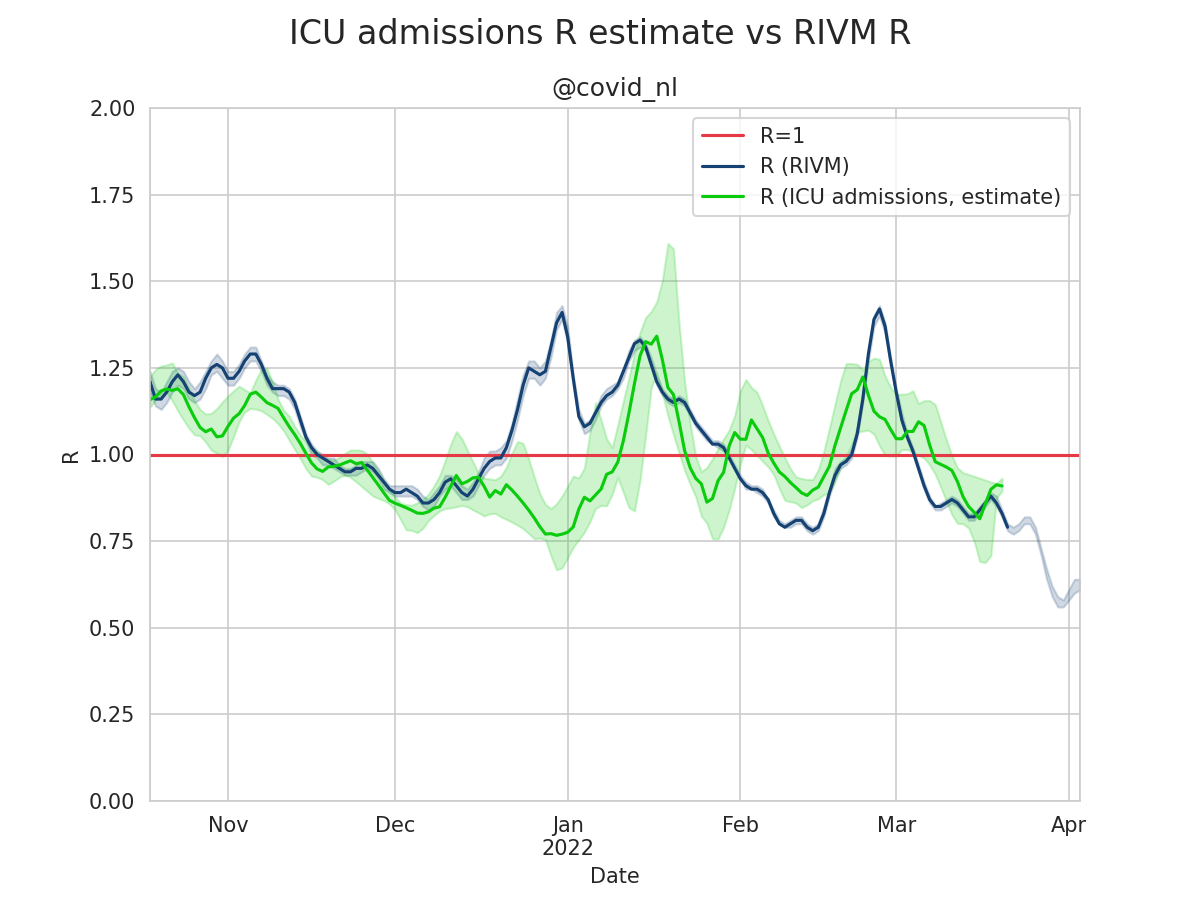 ICU admissions R estimate vs RIVM R
@covid_nl
R=1
R (RIVM)
R (ICU admissions, estimate)
2.00
1.75
1.50
1.25
1.00
0.75
0.50
0.25
0.00
R
Nov
Dec
Jan
2022
Feb
Mar
Apr
Date